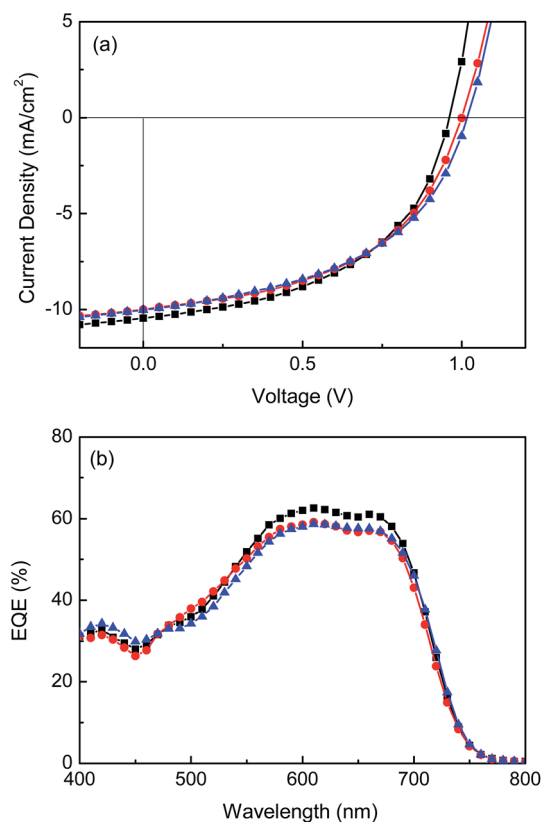 (a)
5
0
-5
-10
Current Density (mA/cm²)
0.0 0.5 1.0
Voltage (V)
(b)
80
60
40
20
0
EQE (%)
400 500 600 700 800
Wavelength (nm)